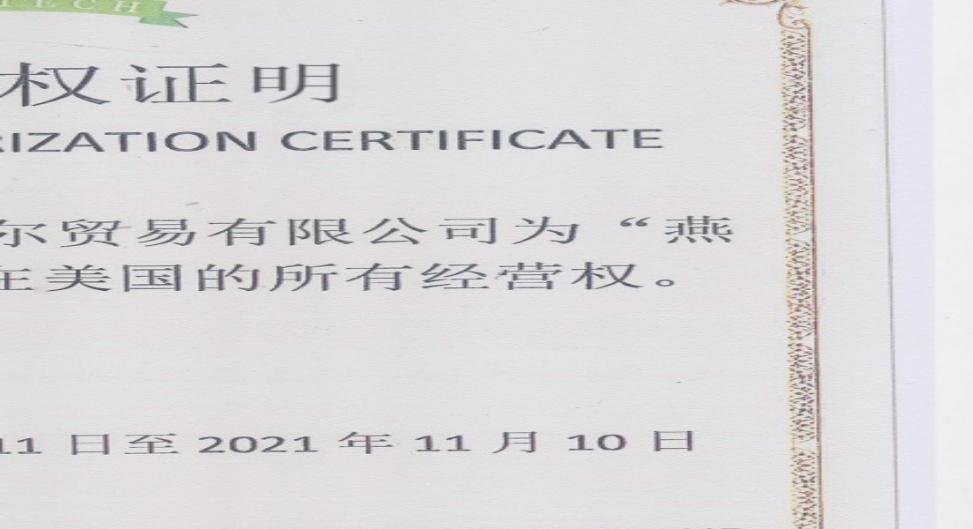 TECH
权证明
RIZATION CERTIFICATE
尔贸易有限公司为“燕
在美国的所有经营权。
11 日至 2021 年 11 月 10 日